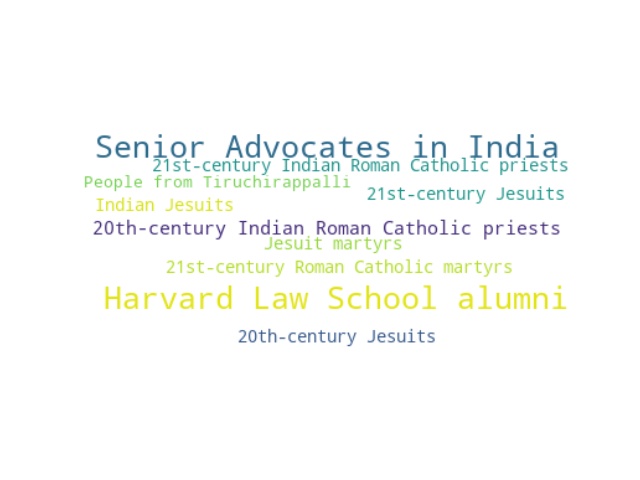 Senior Advocates in India
21st-century Indian Roman Catholic priests
People from Tiruchirappalli
21st-century Jesuits
Indian Jesuits
20th-century Indian Roman Catholic priests
Jesuit martyrs
21st-century Roman Catholic martyrs
Harvard Law School alumni
20th-century Jesuits